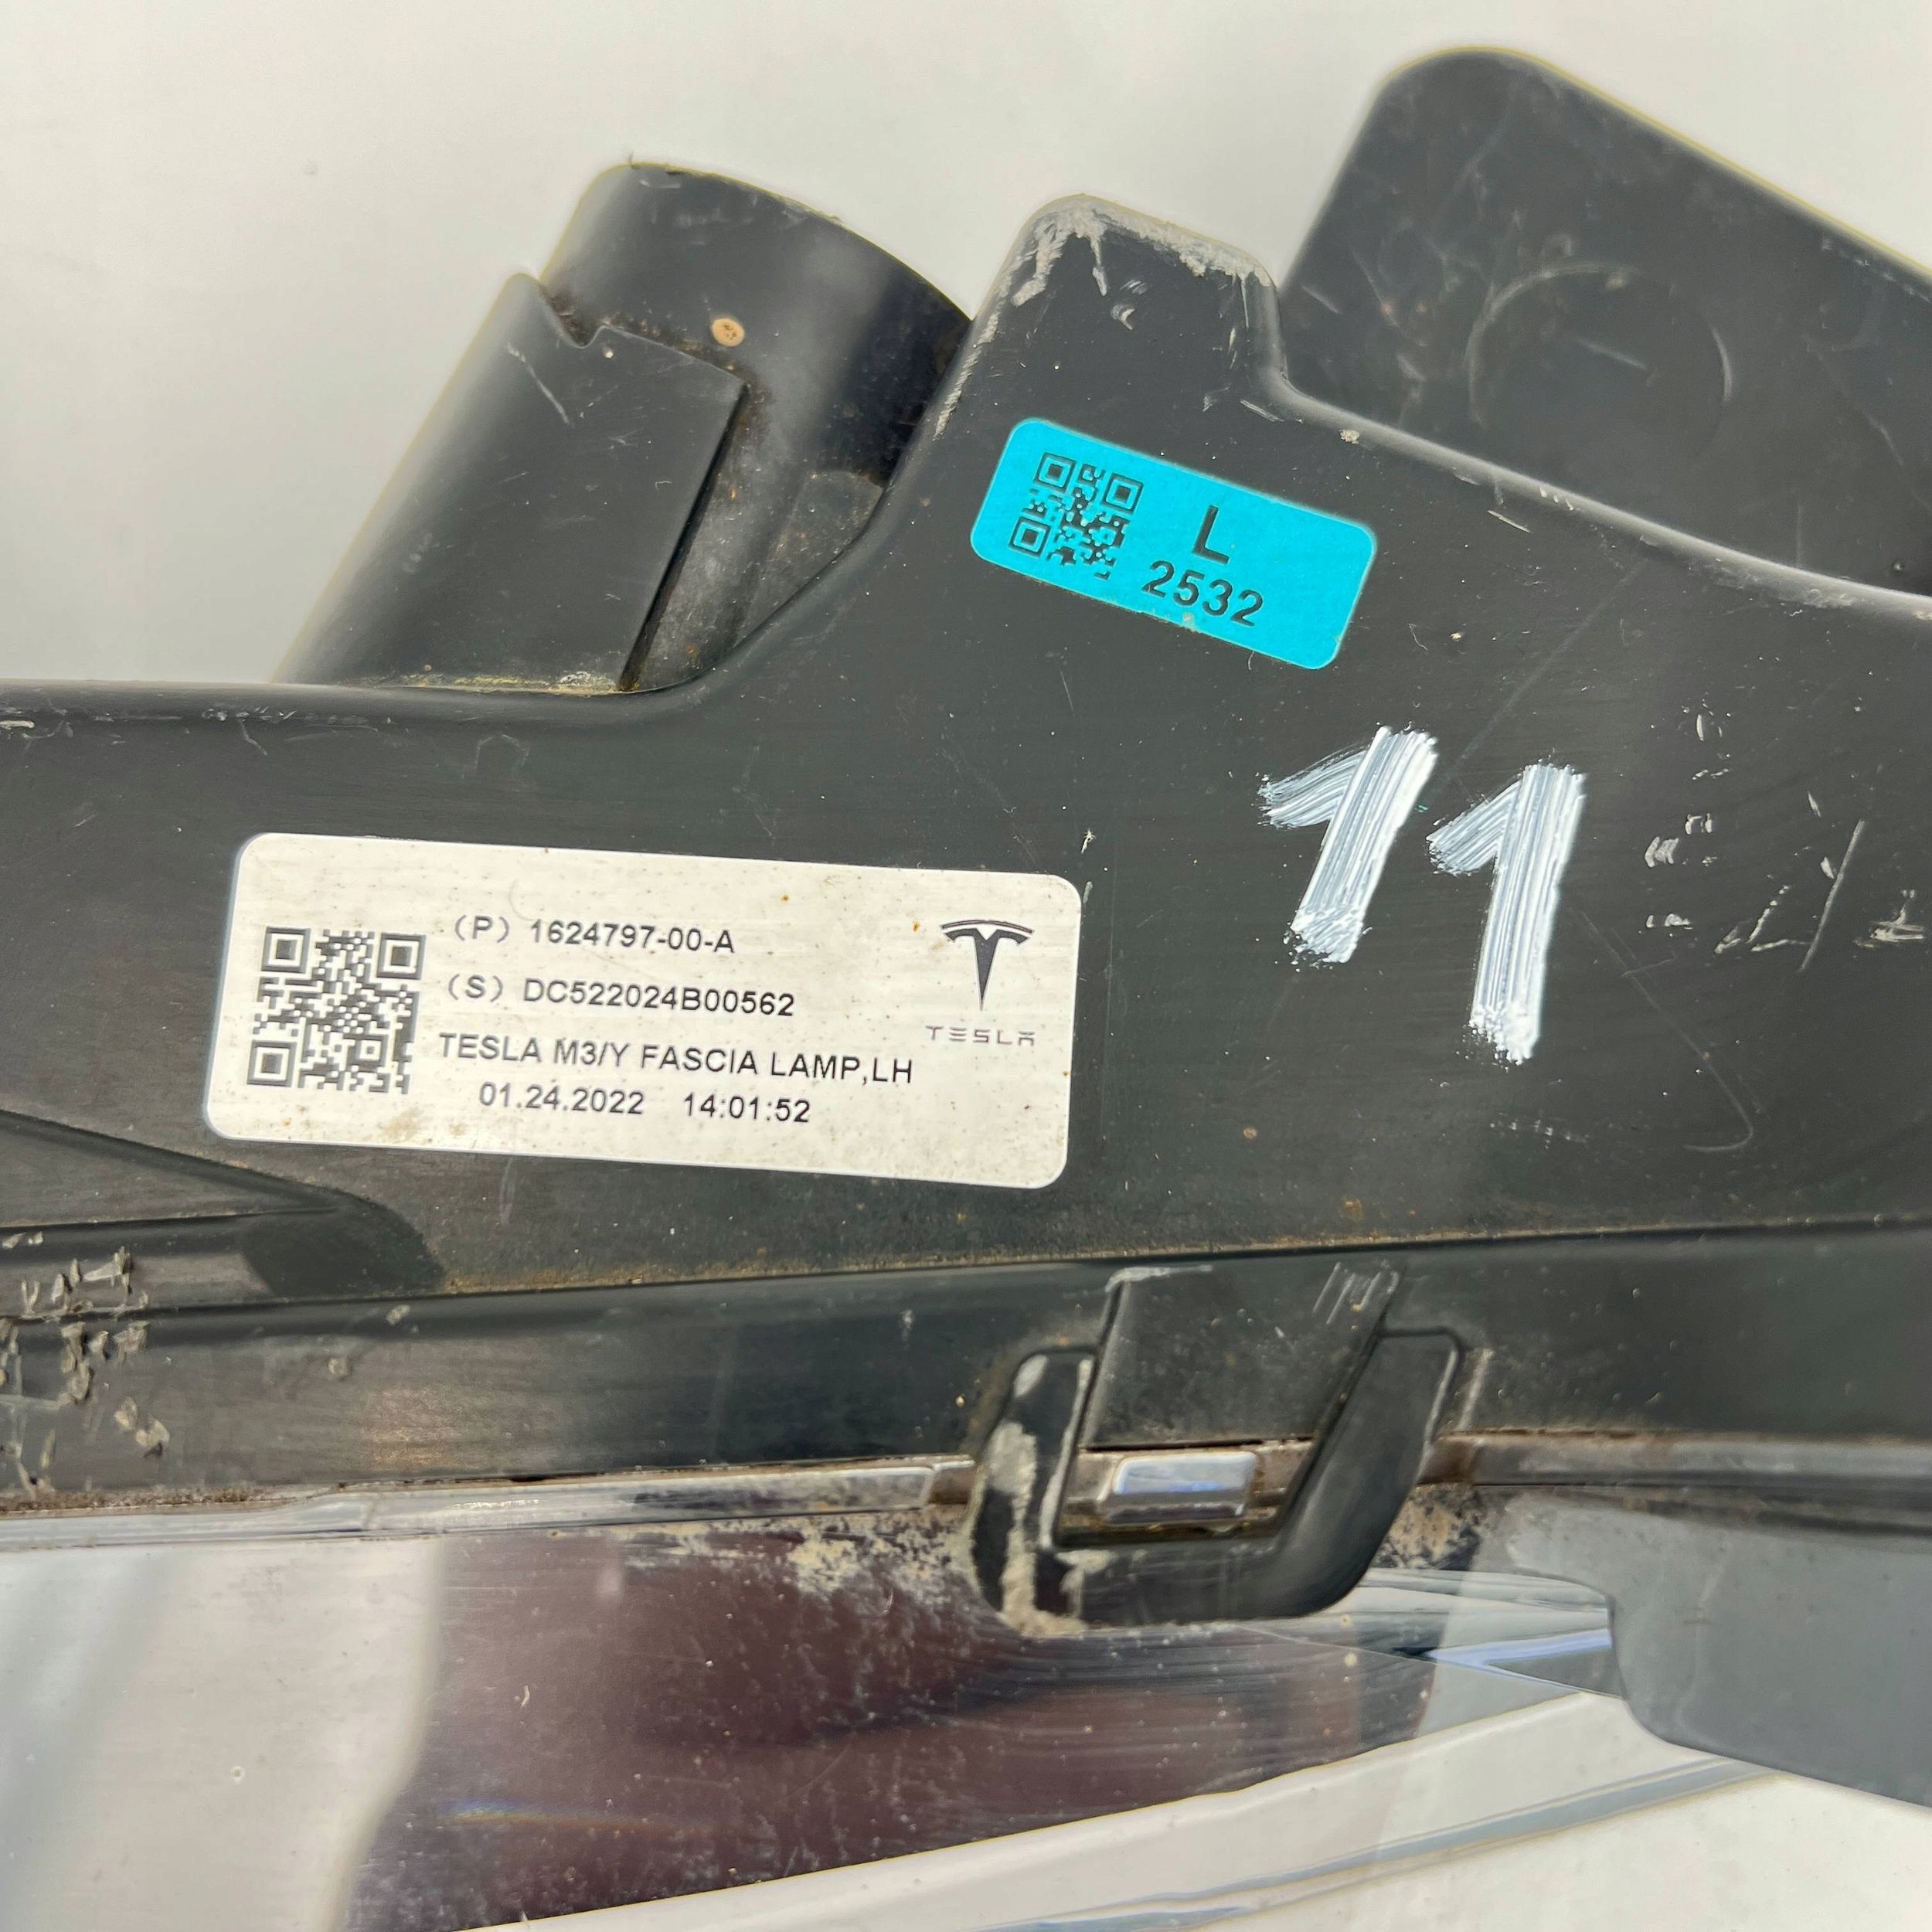 L
2532
11
(P) 1624797-00-A
(S) DC522024B00562
TESLA
TESLA M3/Y FASCIA LAMP,LH
01.24.2022 14:01:52